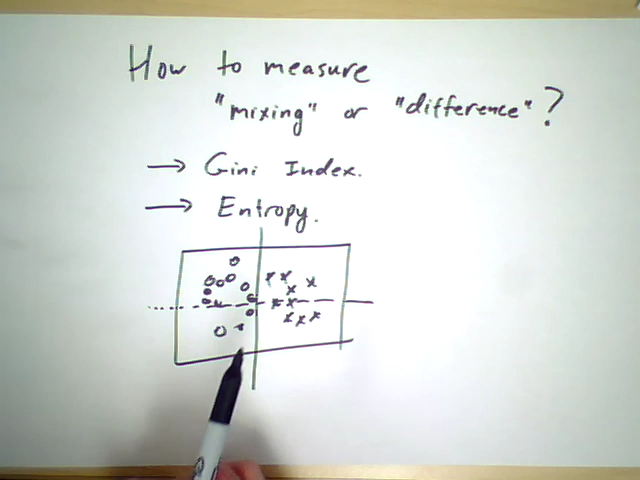 How to measure
"mixing" or "difference"?
→ Gini Index.
→ Entropy.